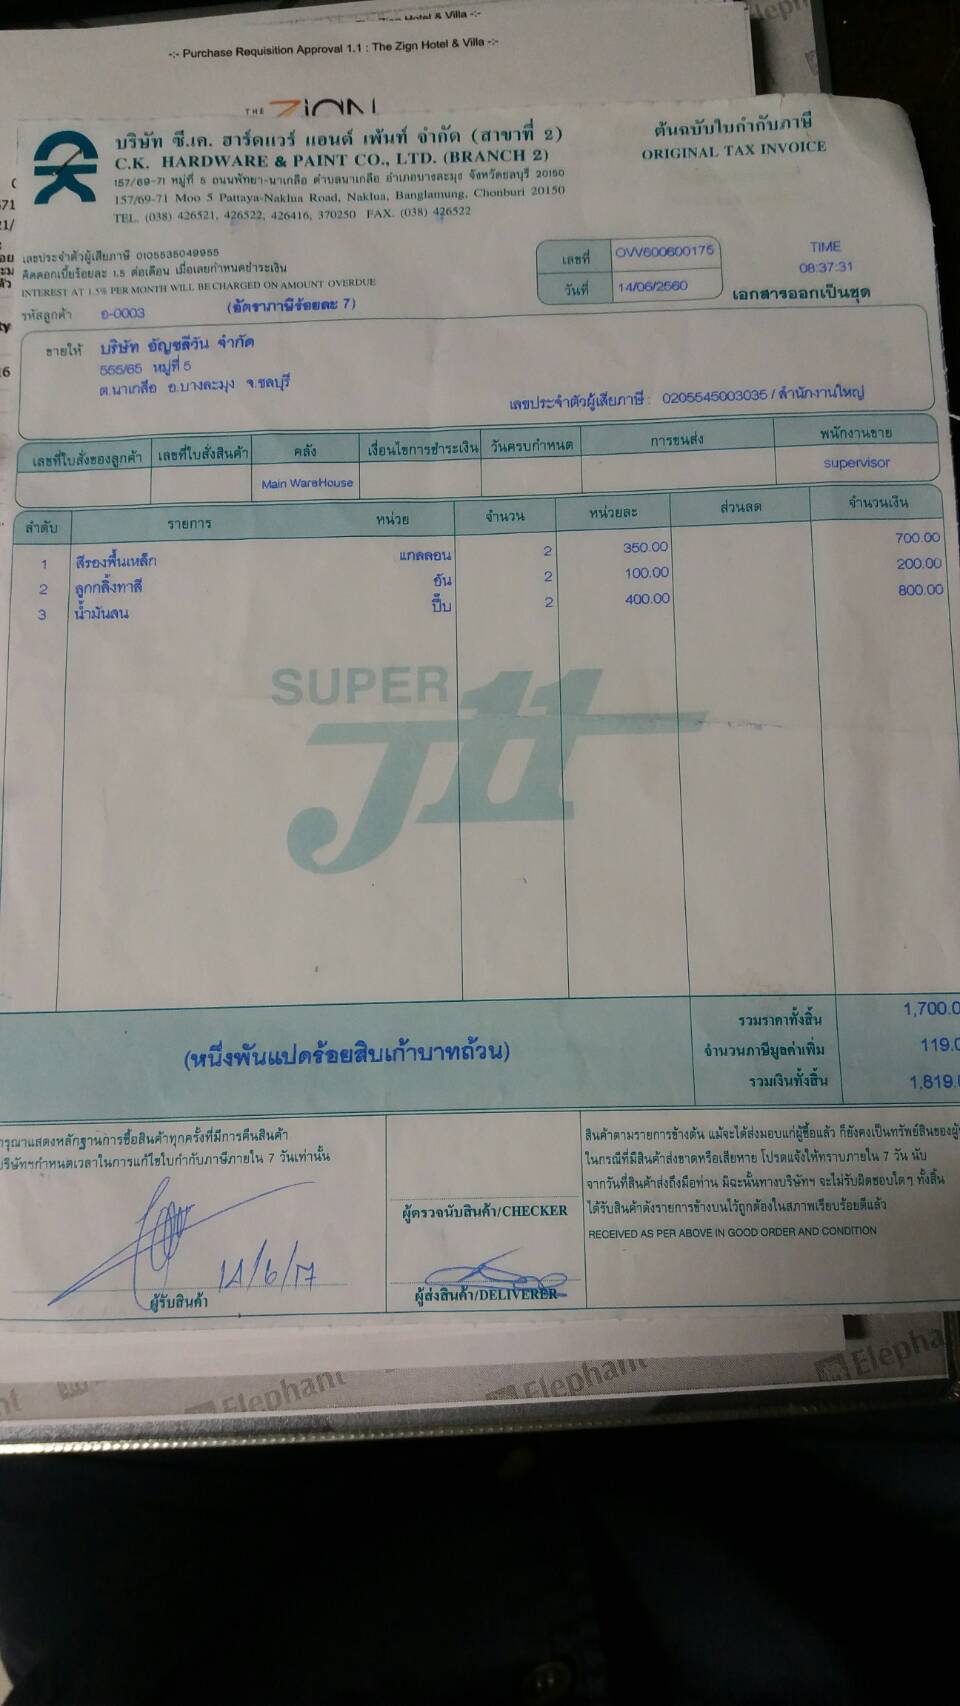 Hotel & Villa -:-
-:- Purchase Requisition Approval 1.1 : The Zign Hotel & Villa -:-
THE ZIGN
บริษัท ซี.เค. ฮาร์ดแวร์ แอนด์ เพ้นท์ จำกัด (สาขาที่ 2)
C.K. HARDWARE & PAINT CO., LTD. (BRANCH 2)
157/69-71 หมู่ที่ 5 ถนนพัทยา-นาเกลือ ตำบลนาเกลือ อำเภอบางละมุง จังหวัดชลบุรี 20150
157/69-71 Moo 5 Pattaya-Naklua Road, Naklua, Banglamung, Chonburi 20150
TEL. (038) 426521, 426522, 426416, 370250 FAX. (038) 426522
ต้นฉบับใบกำกับภาษี
ORIGINAL TAX INVOICE
เลขประจำตัวผู้เสียภาษี 0105535049955
คิดดอกเบี้ยร้อยละ 1.5 ต่อเดือน เมื่อเลยกำหนดชำระเงิน
INTEREST AT 1.5% PER MONTH WILL BE CHARGED ON AMOUNT OVERDUE
รหัสลูกค้า อ-0003 (อัตราภาษีร้อยละ 7)
เลขที่ OVV600600175
วันที่ 14/06/2560
TIME
08:37:31
เอกสารออกเป็นชุด
ขายให้ บริษัท อัญชลีวัน จำกัด
555/65 หมู่ที่ 5
ต.นาเกลือ อ.บางละมุง จ.ชลบุรี
เลขประจำตัวผู้เสียภาษี : 0205545003035 / สำนักงานใหญ่
เลขที่ใบสั่งของลูกค้า เลขที่ใบสั่งสินค้า คลัง เงื่อนไขการชำระเงิน วันครบกำหนด การขนส่ง พนักงานขาย
Main WareHouse supervisor
ลำดับ รายการ หน่วย จำนวน หน่วยละ ส่วนลด จำนวนเงิน
1 สีรองพื้นเหล็ก แกลลอน 2 350.00 700.00
2 ลูกกลิ้งทาสี อัน 2 100.00 200.00
3 น้ำมันสน ปี๊บ 2 400.00 800.00
SUPER
Jtt
รวมราคาทั้งสิ้น 1,700.0
(หนึ่งพันแปดร้อยสิบเก้าบาทถ้วน) จำนวนภาษีมูลค่าเพิ่ม 119.0
รวมเงินทั้งสิ้น 1,819.
กรุณาแสดงหลักฐานการซื้อสินค้าทุกครั้งที่มีการคืนสินค้า
บริษัทฯกำหนดเวลาในการแก้ไขใบกำกับภาษีภายใน 7 วันเท่านั้น
14/6/17
ผู้รับสินค้า
ผู้ตรวจนับสินค้า/CHECKER
ผู้ส่งสินค้า/DELIVERER
สินค้าตามรายการข้างต้น แม้จะได้ส่งมอบแก่ผู้ซื้อแล้ว ก็ยังคงเป็นทรัพย์สินของผู้
ในกรณีที่มีสินค้าส่งขาดหรือเสียหาย โปรดแจ้งให้ทราบภายใน 7 วัน นับ
จากวันที่สินค้าส่งถึงมือท่าน มิฉะนั้นทางบริษัทฯ จะไม่รับผิดชอบใดๆ ทั้งสิ้น
ได้รับสินค้าดังรายการข้างบนไว้ถูกต้องในสภาพเรียบร้อยดีแล้ว
RECEIVED AS PER ABOVE IN GOOD ORDER AND CONDITION
Elephant Elephant Elepha